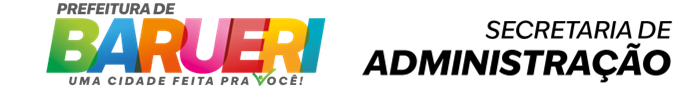 PREFEITURA DE
BARUERI
UMA CIDADE FEITA PRA VOCÊ!
SECRETARIA DE
ADMINISTRAÇÃO